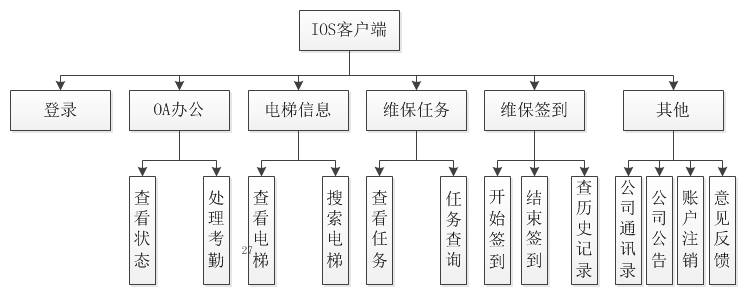 IOS客户端
登录
OA办公
电梯信息
维保任务
维保签到
其他
查看状态
处理考勤
查看电梯
搜索电梯
查看任务
任务查询
开始签到
结束签到
查历史记录
公司通讯录
公司公告
账户注销
意见反馈
27